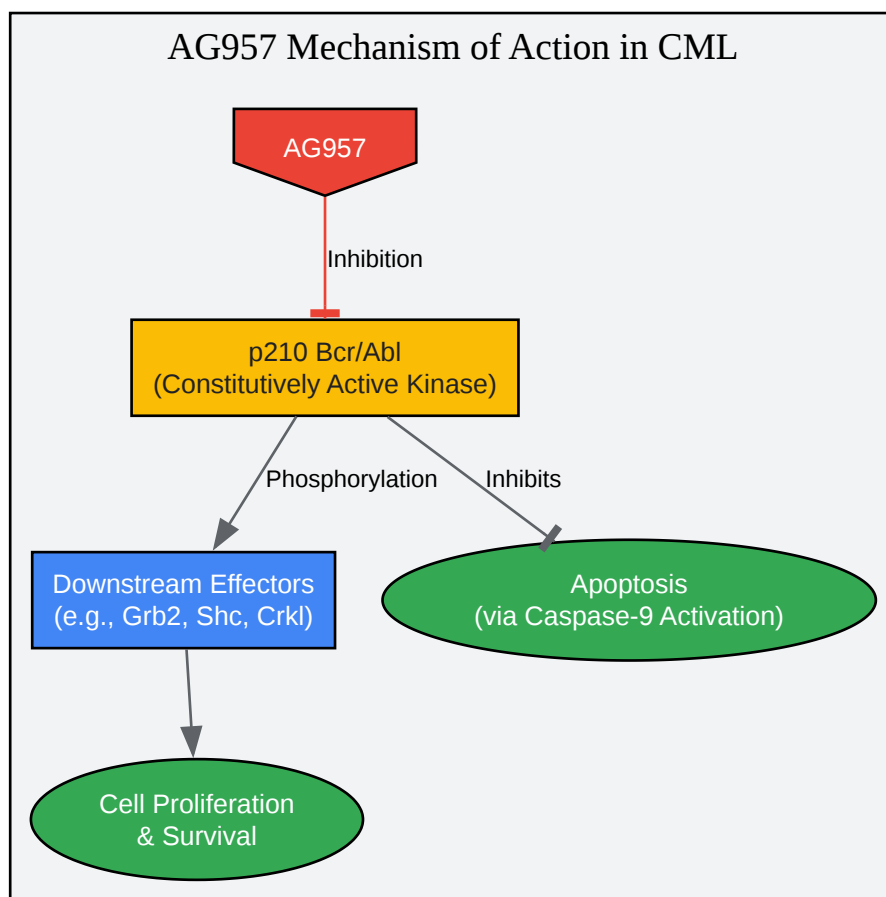 AG957 Mechanism of Action in CML
AG957
Inhibition
p210 Bcr/Abl
(Constitutively Active Kinase)
Phosphorylation
Inhibits
Downstream Effectors
(e.g., Grb2, Shc, Crkl)
Apoptosis
(via Caspase-9 Activation)
Cell Proliferation
& Survival